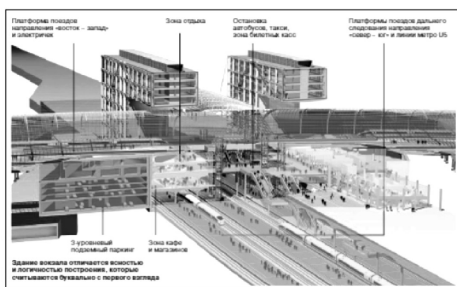 Платформа поездов
направления «восток – запад»
и электричек
Зона отдыха
Остановка
автобусов, такси,
зона билетных касс
Платформы поездов дальнего
следования направления
«север – юг» и линии метро U5
3-уровневый
подземный паркинг
Зона кафе
и магазинов
Здание вокзала отличается ясностью
и логичностью построения, которые
считываются буквально с первого взгляда